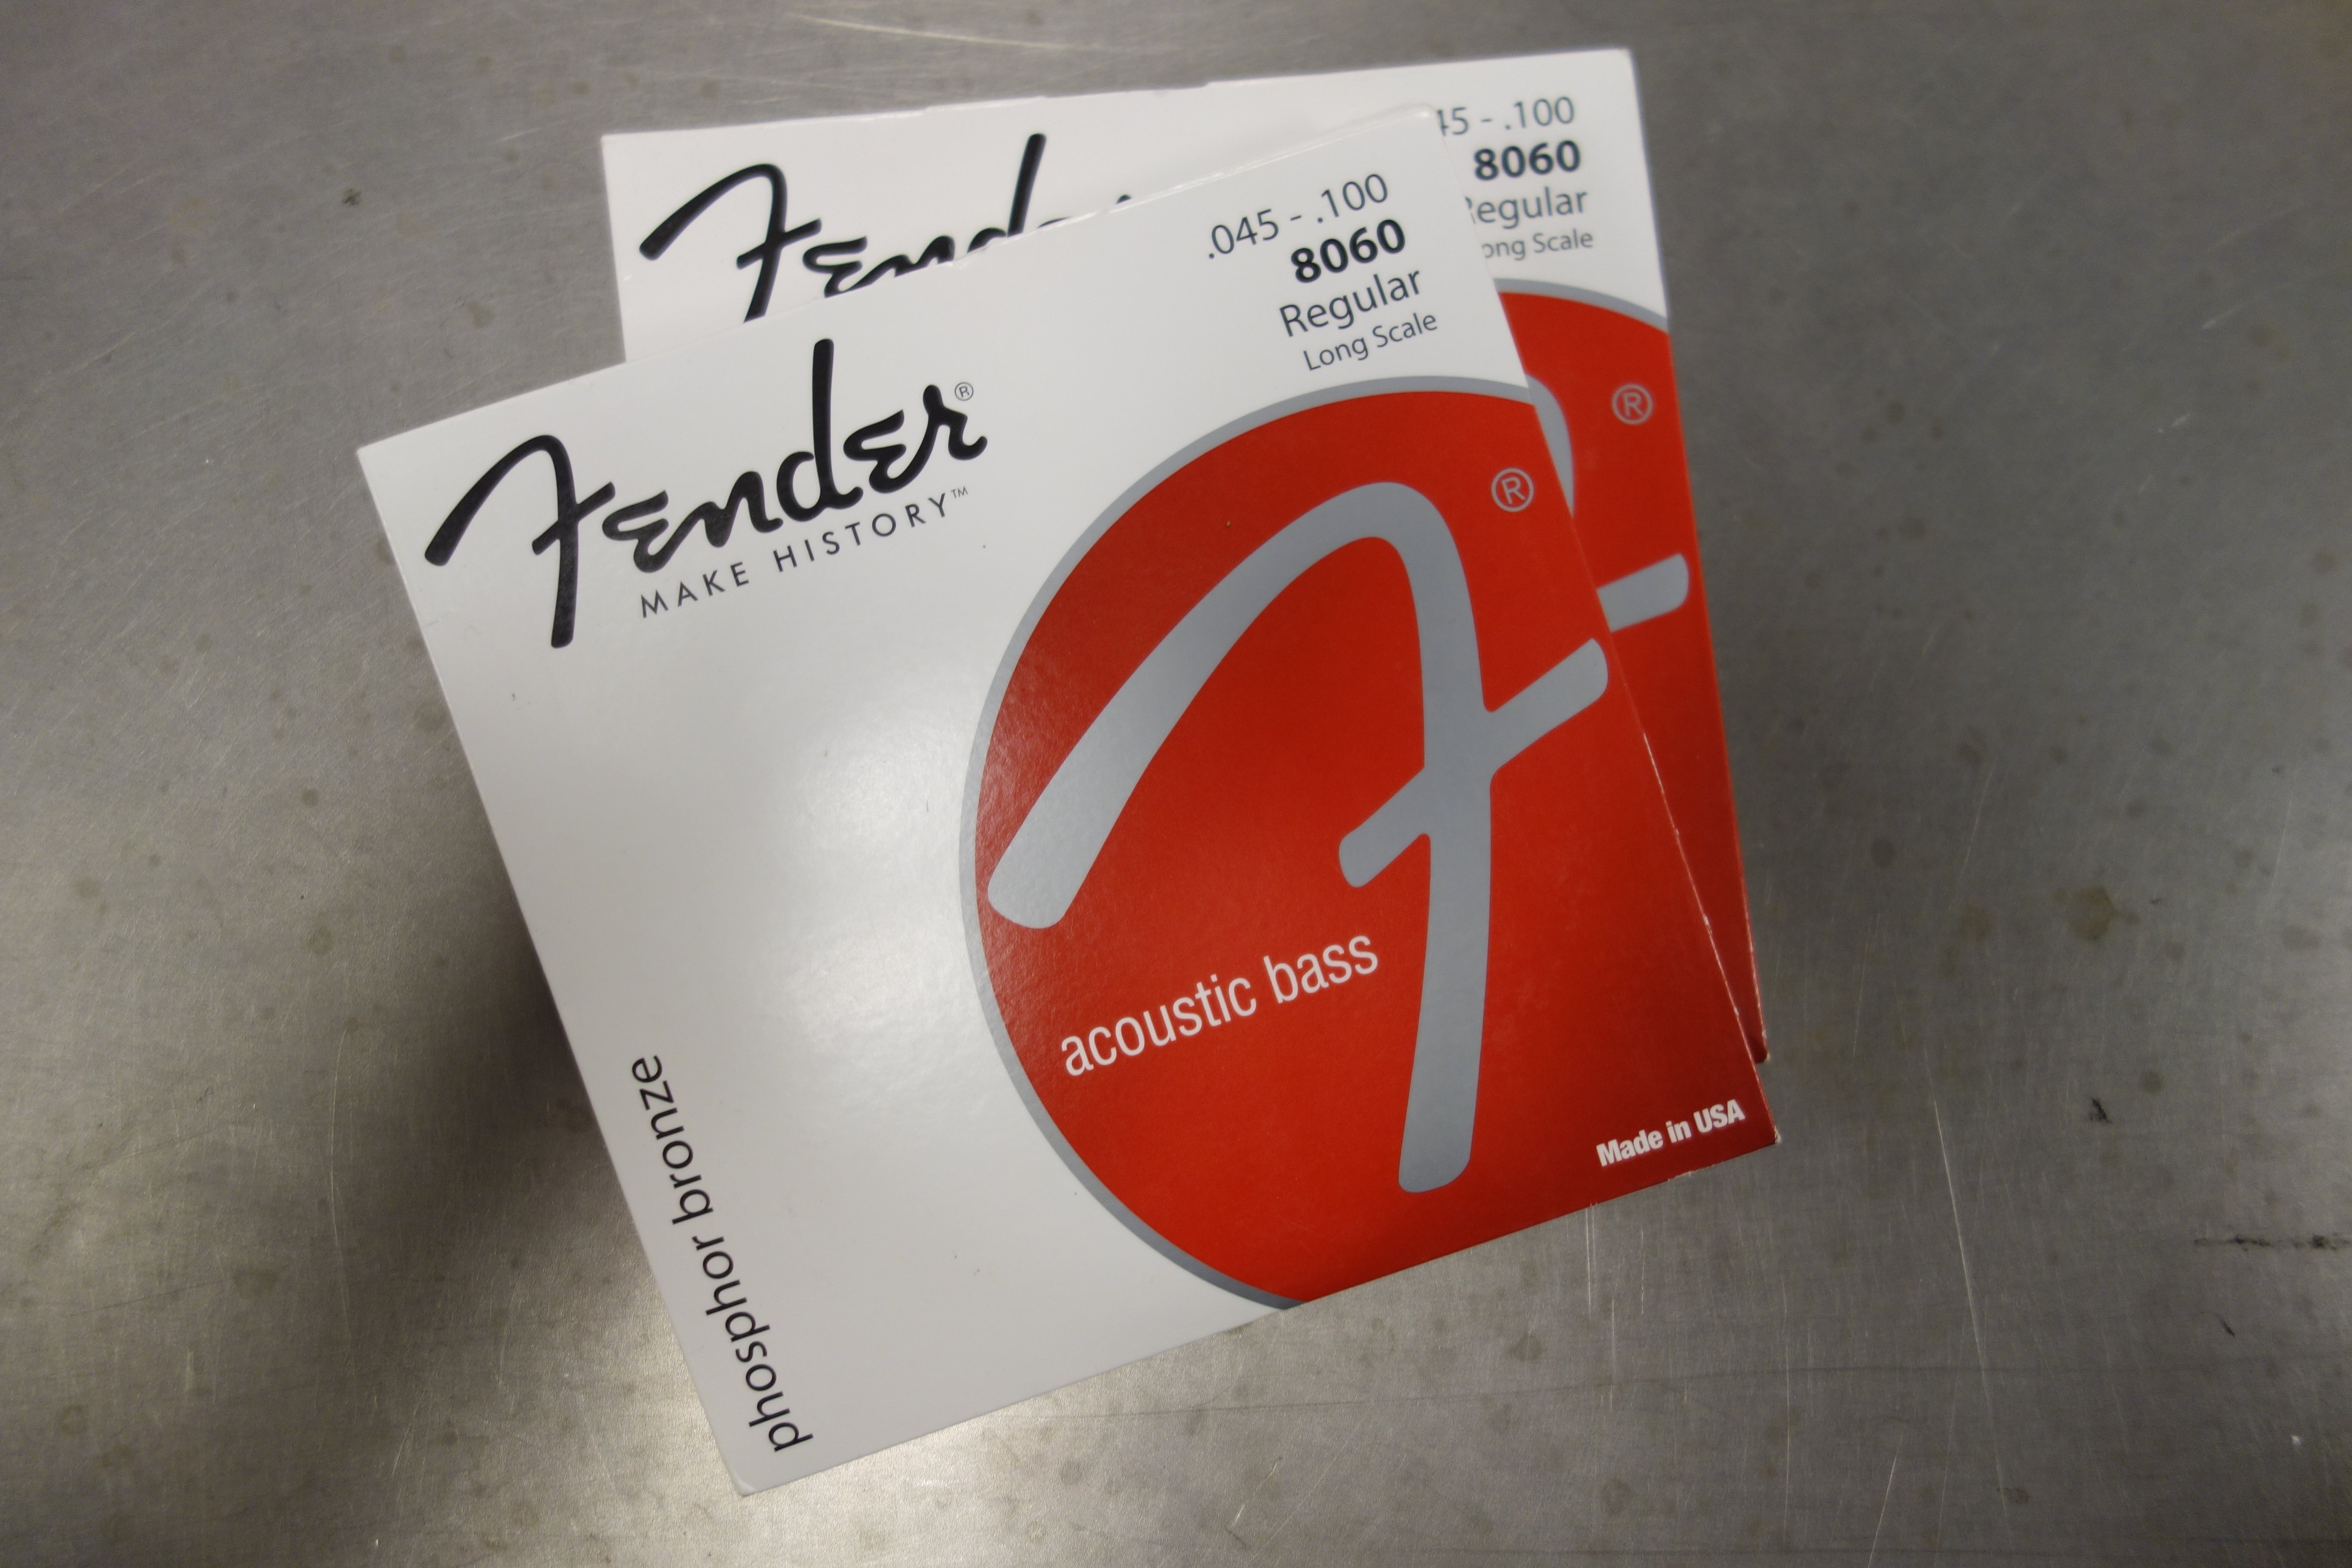 Fender®
MAKE HISTORY™
.045 - .100
8060
Regular
Long Scale
F®
acoustic bass
Made in USA
phosphor bronze
Fender
45 - .100
8060
Regular
ong Scale
®